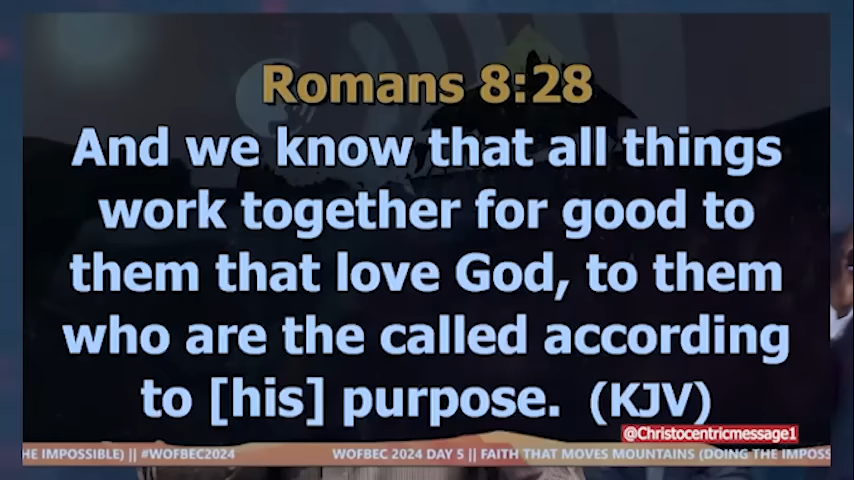 Romans 8:28
And we know that all things
work together for good to
them that love God, to them
who are the called according
to [his] purpose. (KJV)
@Christocentricmessage1
HE IMPOSSIBLE) || #WOFBEC2024 WOFBEC 2024 DAY 5 || FAITH THAT MOVES MOUNTAINS (DOING THE IMPOSS